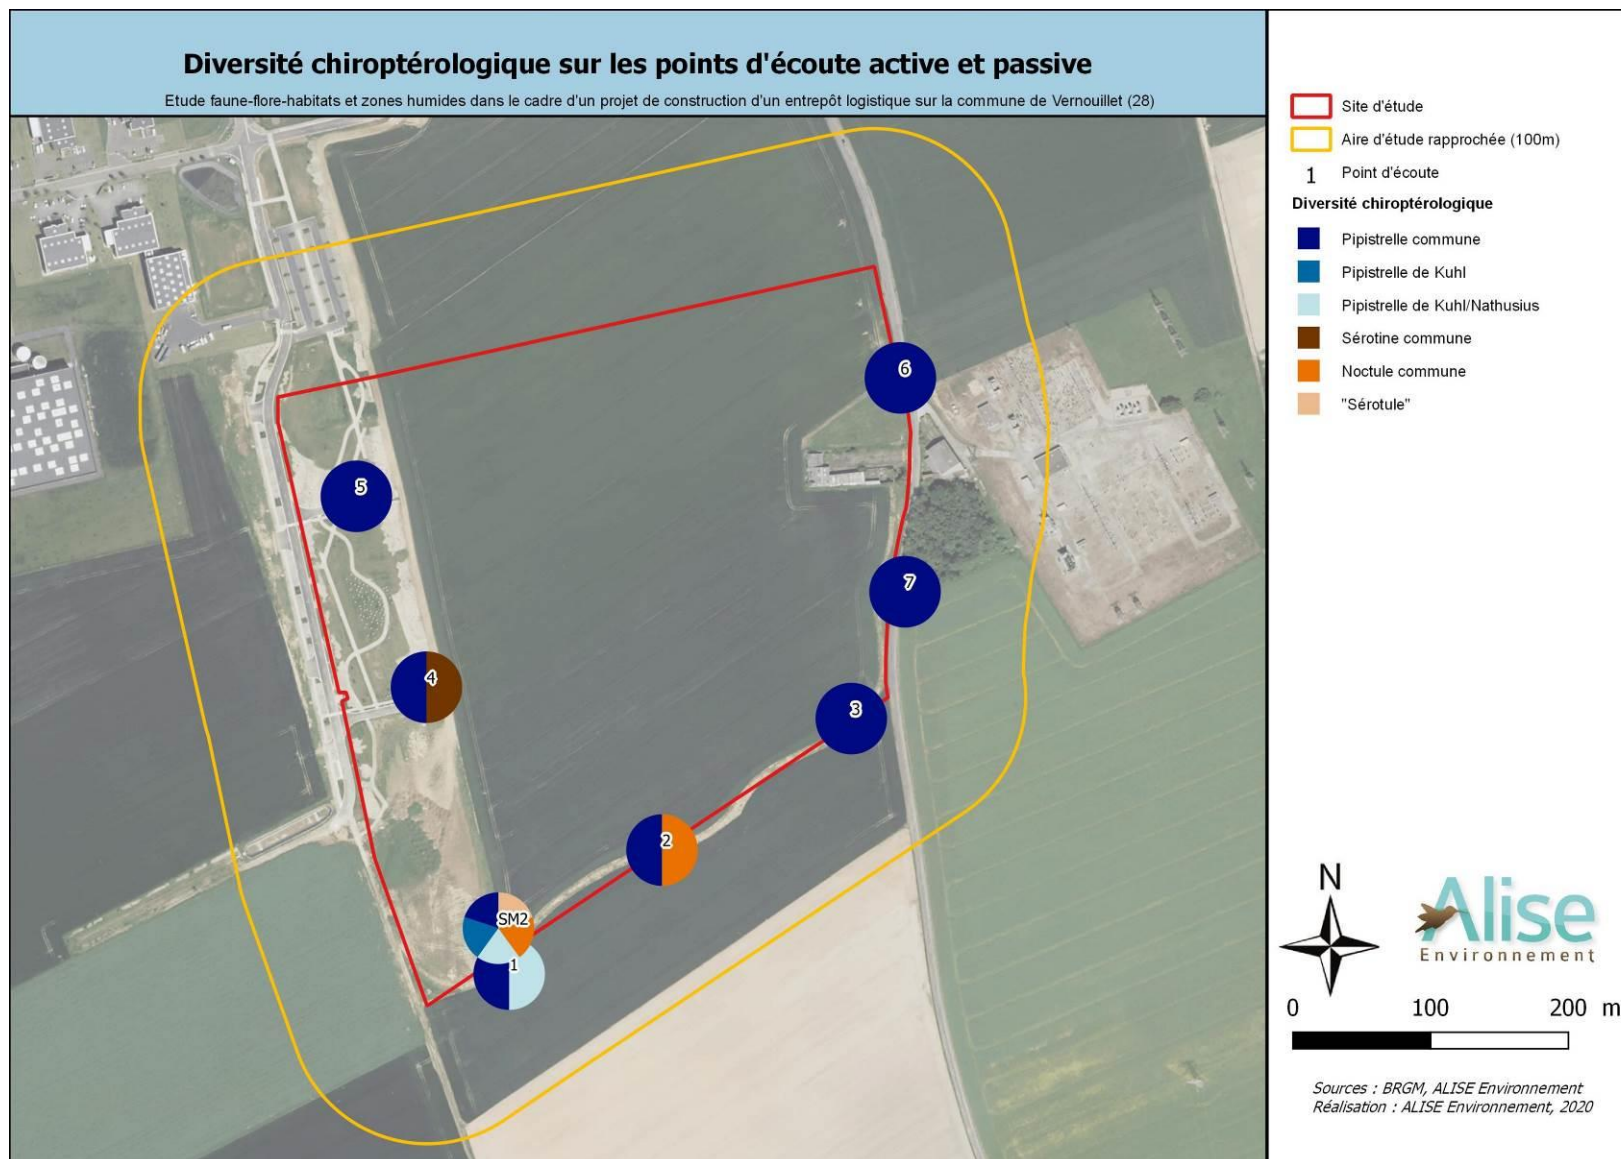 Diversité chiroptérologique sur les points d'écoute active et passive
Etude faune-flore-habitats et zones humides dans le cadre d'un projet de construction d'un entrepôt logistique sur la commune de Vernouillet (28)
Site d'étude
Aire d'étude rapprochée (100m)
1 Point d'écoute
Diversité chiroptérologique
Pipistrelle commune
Pipistrelle de Kuhl
Pipistrelle de Kuhl/Nathusius
Sérotine commune
Noctule commune
"Sérotule"
6
5
7
4
3
2
SM2
1
N
Alise
Environnement
0 100 200 m
Sources : BRGM, ALISE Environnement
Réalisation : ALISE Environnement, 2020